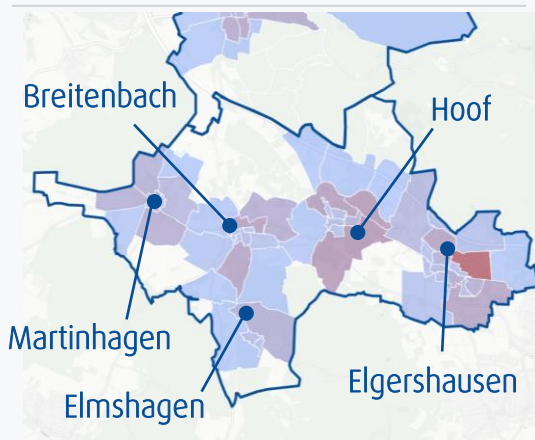 Breitenbach
Hoof
Martinhagen
Elgershausen
Elmshagen